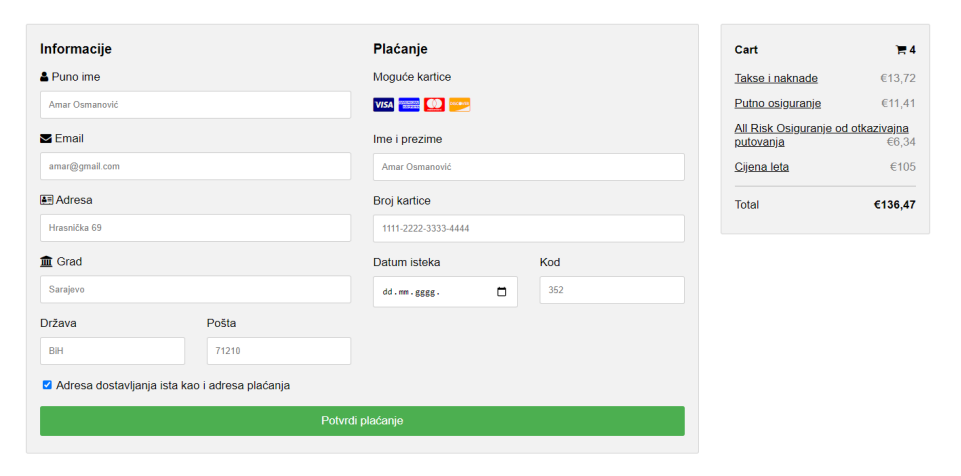 Informacije
Puno ime
Amar Osmanović
Email
amar@gmail.com
Adresa
Hrasnička 69
Grad
Sarajevo
Država Pošta
BiH 71210
Adresa dostavljanja ista kao i adresa plaćanja
Plaćanje
Moguće kartice
VISA
Ime i prezime
Amar Osmanović
Broj kartice
1111-2222-3333-4444
Datum isteka Kod
dd.mm.gggg. 352
Potvrdi plaćanje
Cart 4
Takse i naknade €13,72
Putno osiguranje €11,41
All Risk Osiguranje od otkazivajna
putovanja €6,34
Cijena leta €105
Total €136,47